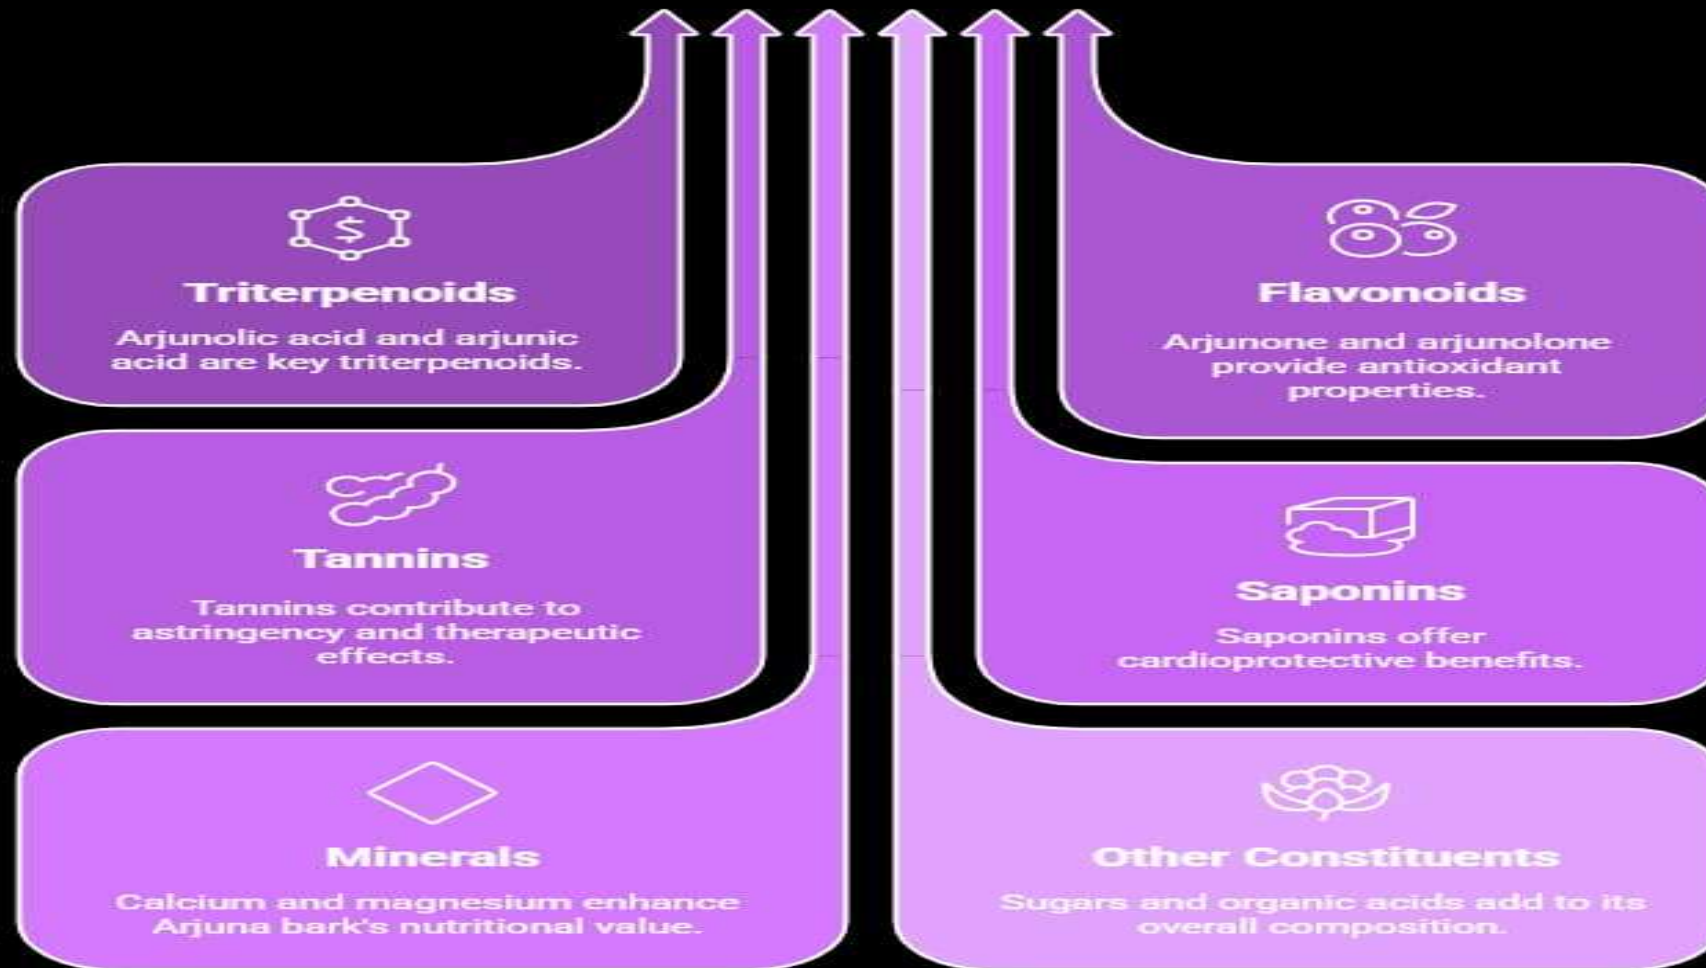 $
Triterpenoids
Arjunolic acid and arjunic
acid are key triterpenoids.
Flavonoids
Arjunone and arjunolone
provide antioxidant
properties.
Tannins
Tannins contribute to
astringency and therapeutic
effects.
Saponins
Saponins offer
cardioprotective benefits.
Minerals
Calcium and magnesium enhance
Arjuna bark's nutritional value.
Other Constituents
Sugars and organic acids add to its
overall composition.